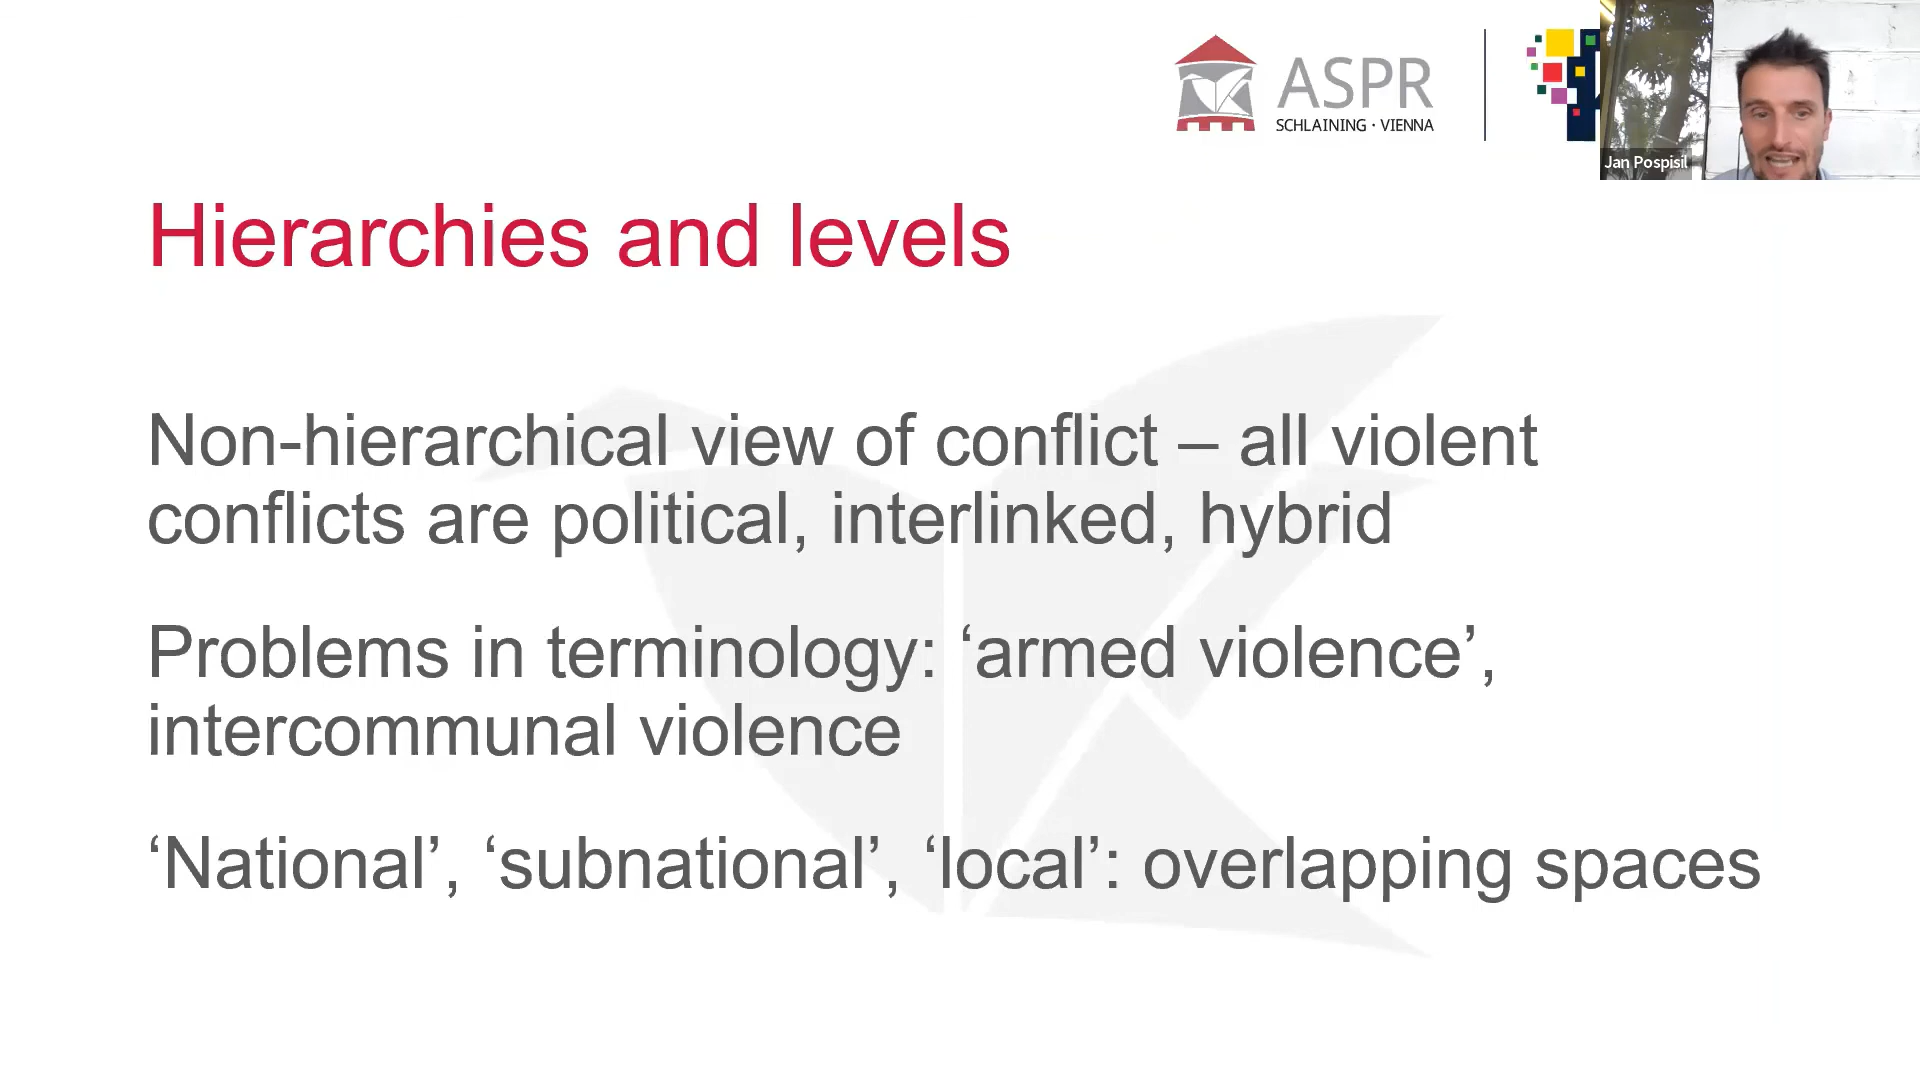 ASPR
SCHLAINING · VIENNA
Jan Pospisil
Hierarchies and levels
Non-hierarchical view of conflict – all violent
conflicts are political, interlinked, hybrid
Problems in terminology: ‘armed violence’,
intercommunal violence
‘National’, ‘subnational’, ‘local’: overlapping spaces